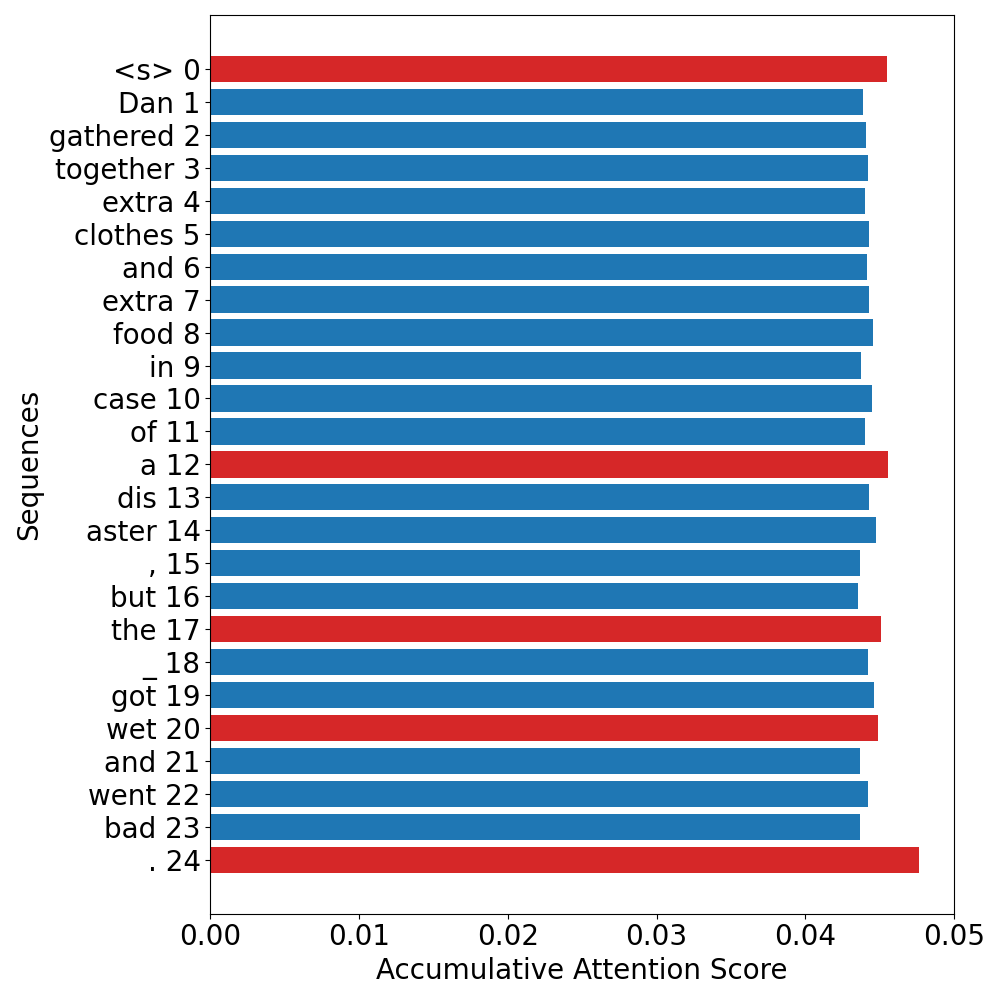 <s> 0
Dan 1
gathered 2
together 3
extra 4
clothes 5
and 6
extra 7
food 8
in 9
case 10
of 11
a 12
dis 13
aster 14
, 15
but 16
the 17
_ 18
got 19
wet 20
and 21
went 22
bad 23
. 24
Sequences
0.00 0.01 0.02 0.03 0.04 0.05
Accumulative Attention Score